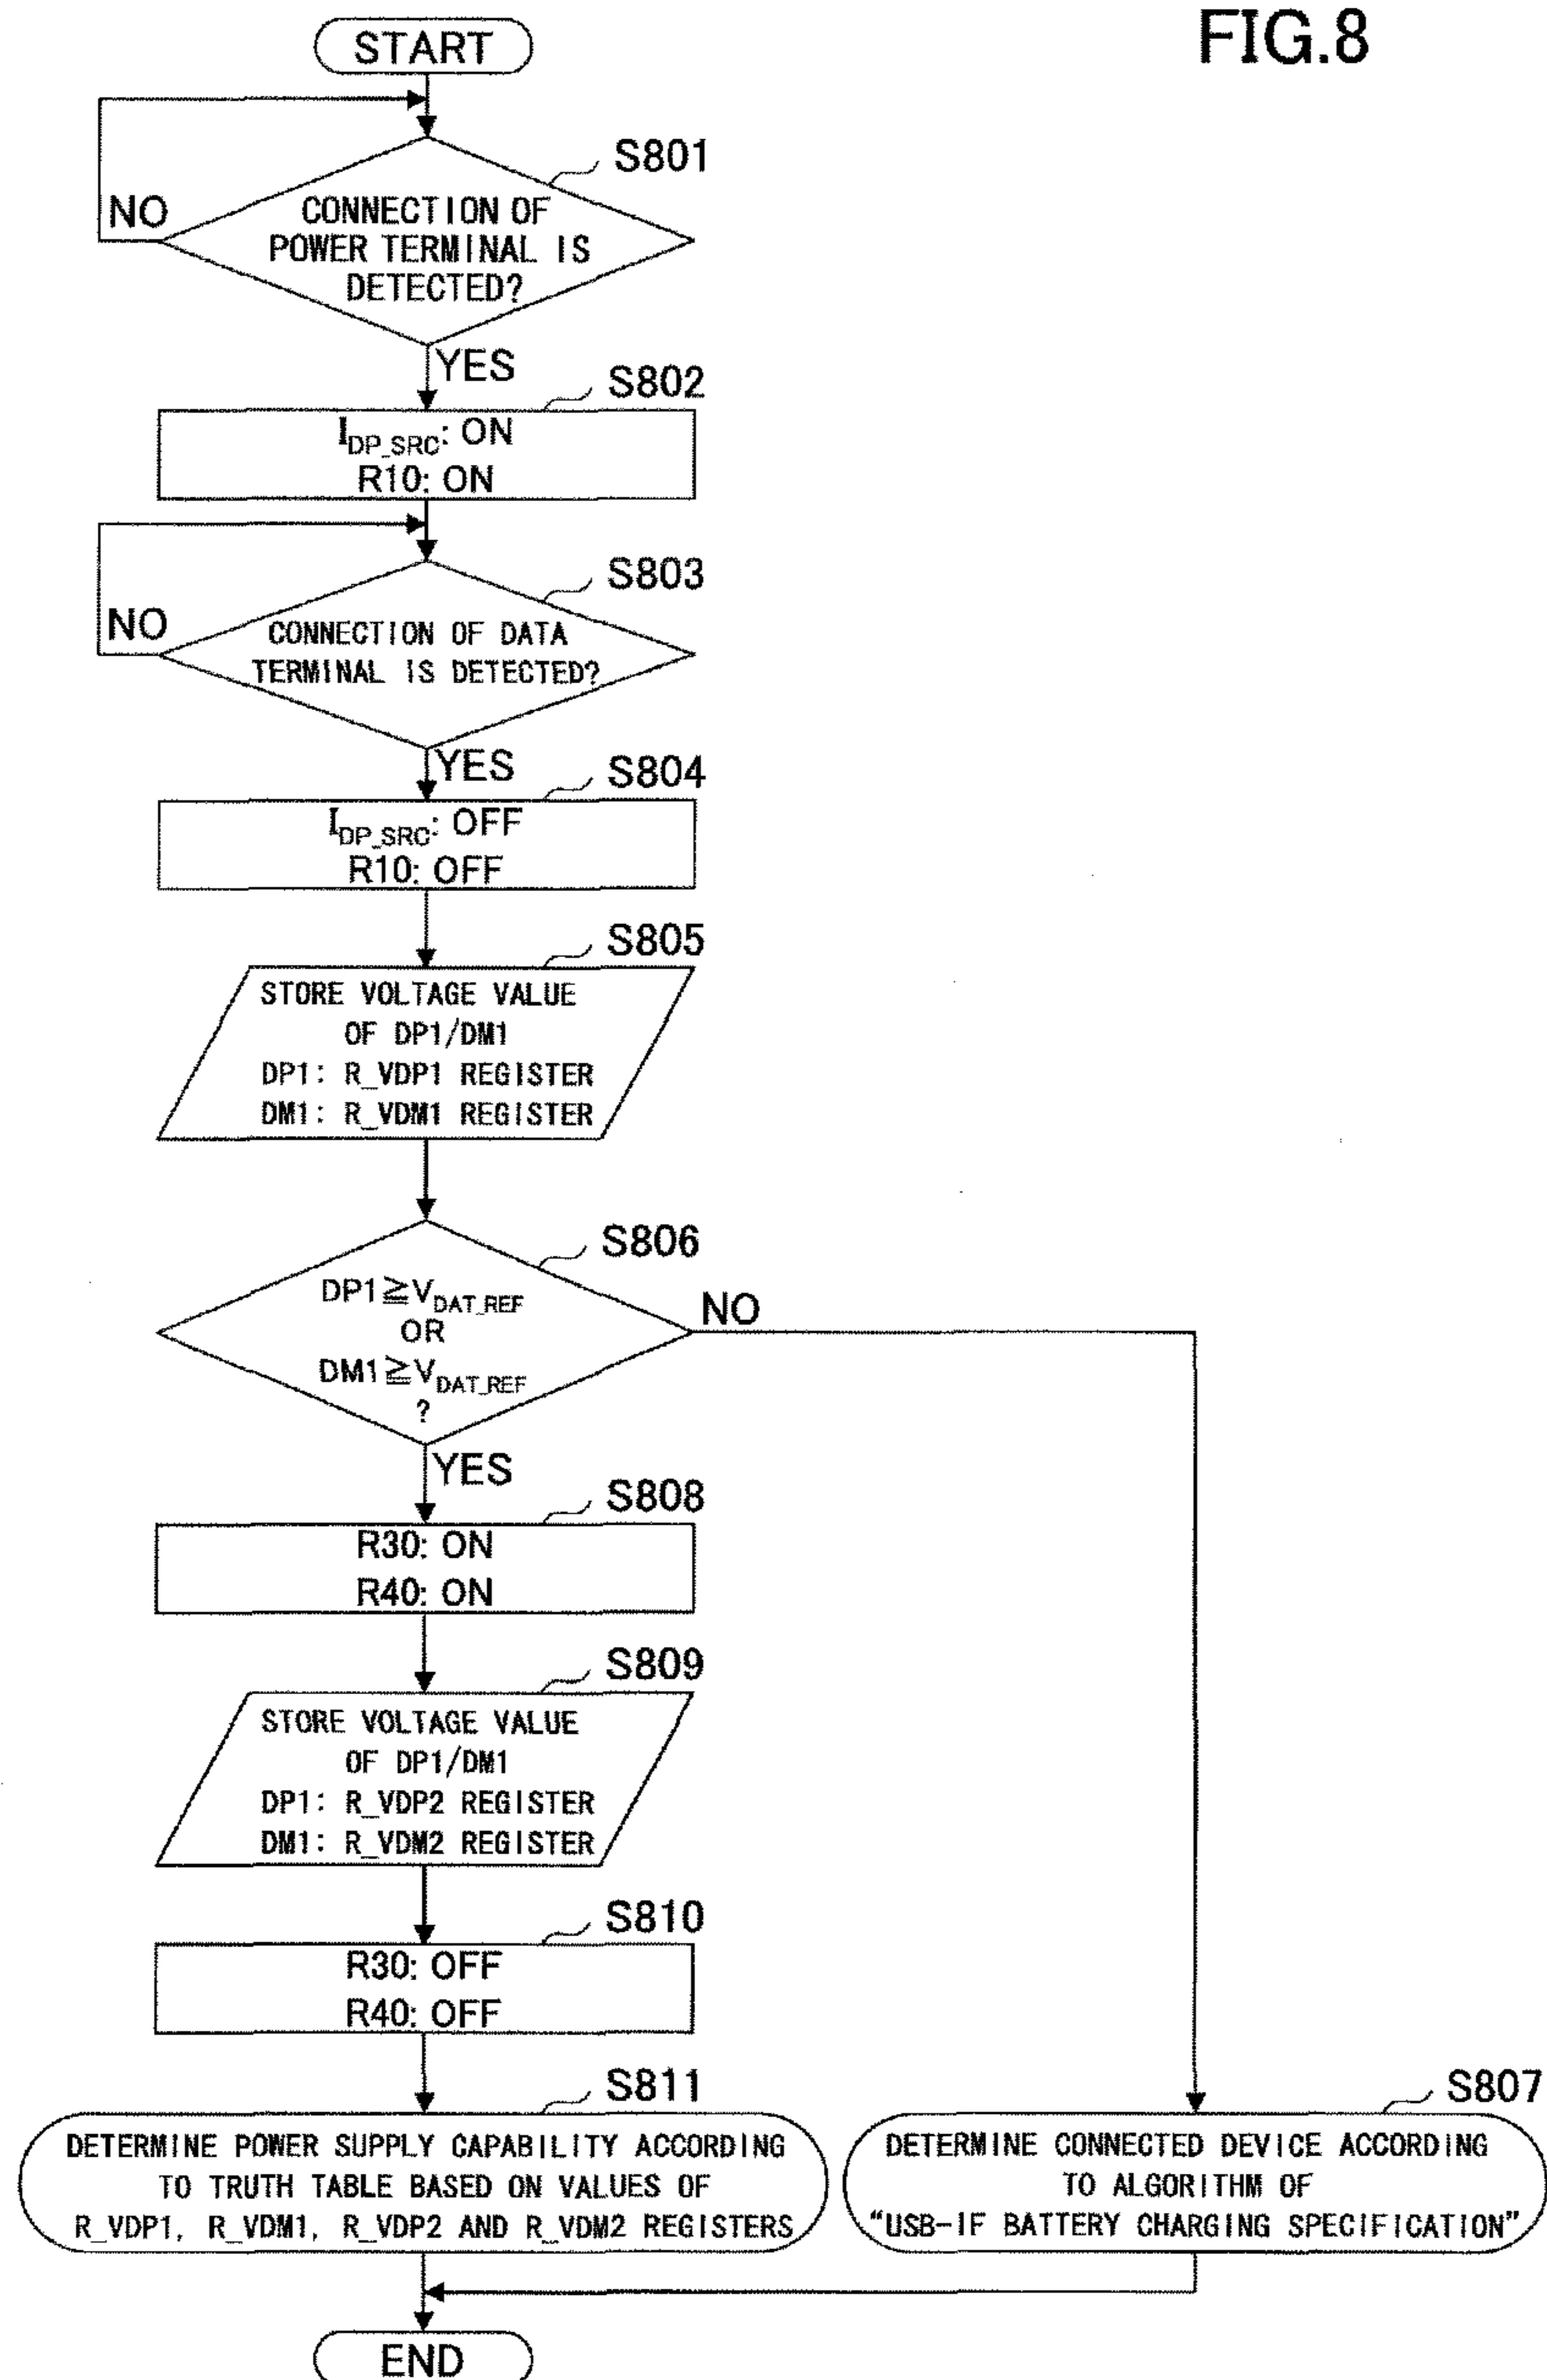 FIG.8
START
S801
NO
CONNECTION OF
POWER TERMINAL IS
DETECTED?
YES
S802
I_DP_SRC: ON
R10: ON
S803
NO
CONNECTION OF DATA
TERMINAL IS DETECTED?
YES
S804
I_DP_SRC: OFF
R10: OFF
S805
STORE VOLTAGE VALUE
OF DP1/DM1
DP1: R_VDP1 REGISTER
DM1: R_VDM1 REGISTER
S806
DP1≧V_DAT_REF
OR
DM1≧V_DAT_REF
?
NO
YES
S808
R30: ON
R40: ON
S809
STORE VOLTAGE VALUE
OF DP1/DM1
DP1: R_VDP2 REGISTER
DM1: R_VDM2 REGISTER
S810
R30: OFF
R40: OFF
S811
DETERMINE POWER SUPPLY CAPABILITY ACCORDING
TO TRUTH TABLE BASED ON VALUES OF
R_VDP1, R_VDM1, R_VDP2 AND R_VDM2 REGISTERS
S807
DETERMINE CONNECTED DEVICE ACCORDING
TO ALGORITHM OF
“USB-IF BATTERY CHARGING SPECIFICATION”
END